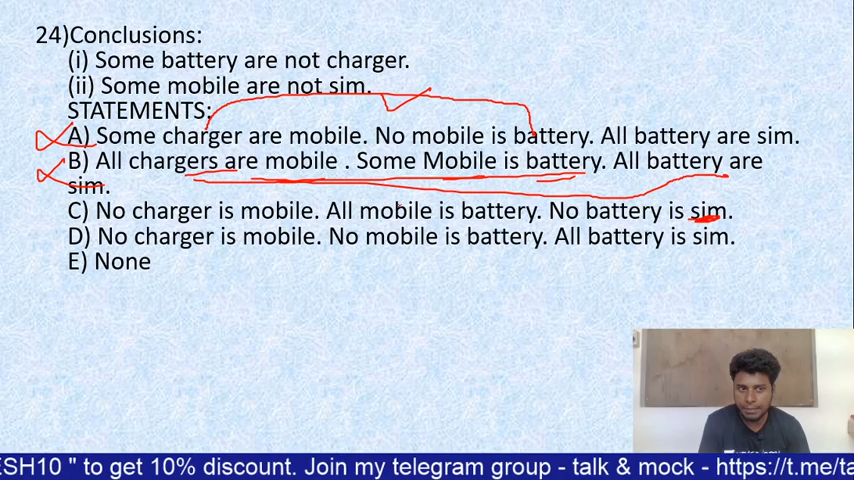 24)Conclusions:
(i) Some battery are not charger.
(ii) Some mobile are not sim.
STATEMENTS:
A) Some charger are mobile. No mobile is battery. All battery are sim.
B) All chargers are mobile . Some Mobile is battery. All battery are
sim.
C) No charger is mobile. All mobile is battery. No battery is sim.
D) No charger is mobile. No mobile is battery. All battery is sim.
E) None
ESH10 " to get 10% discount. Join my telegram group - talk & mock - https://t.me/ta